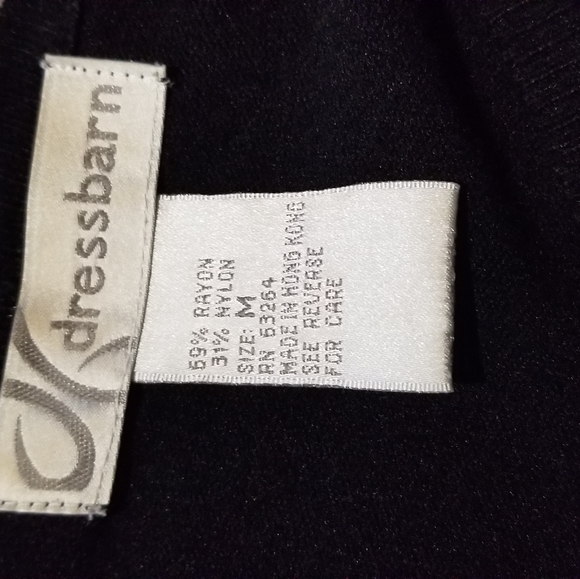 dressbarn
69% RAYON
31% NYLON
SIZE: M
RN 53264
MADE IN HONG KONG
SEE REVERSE
FOR CARE